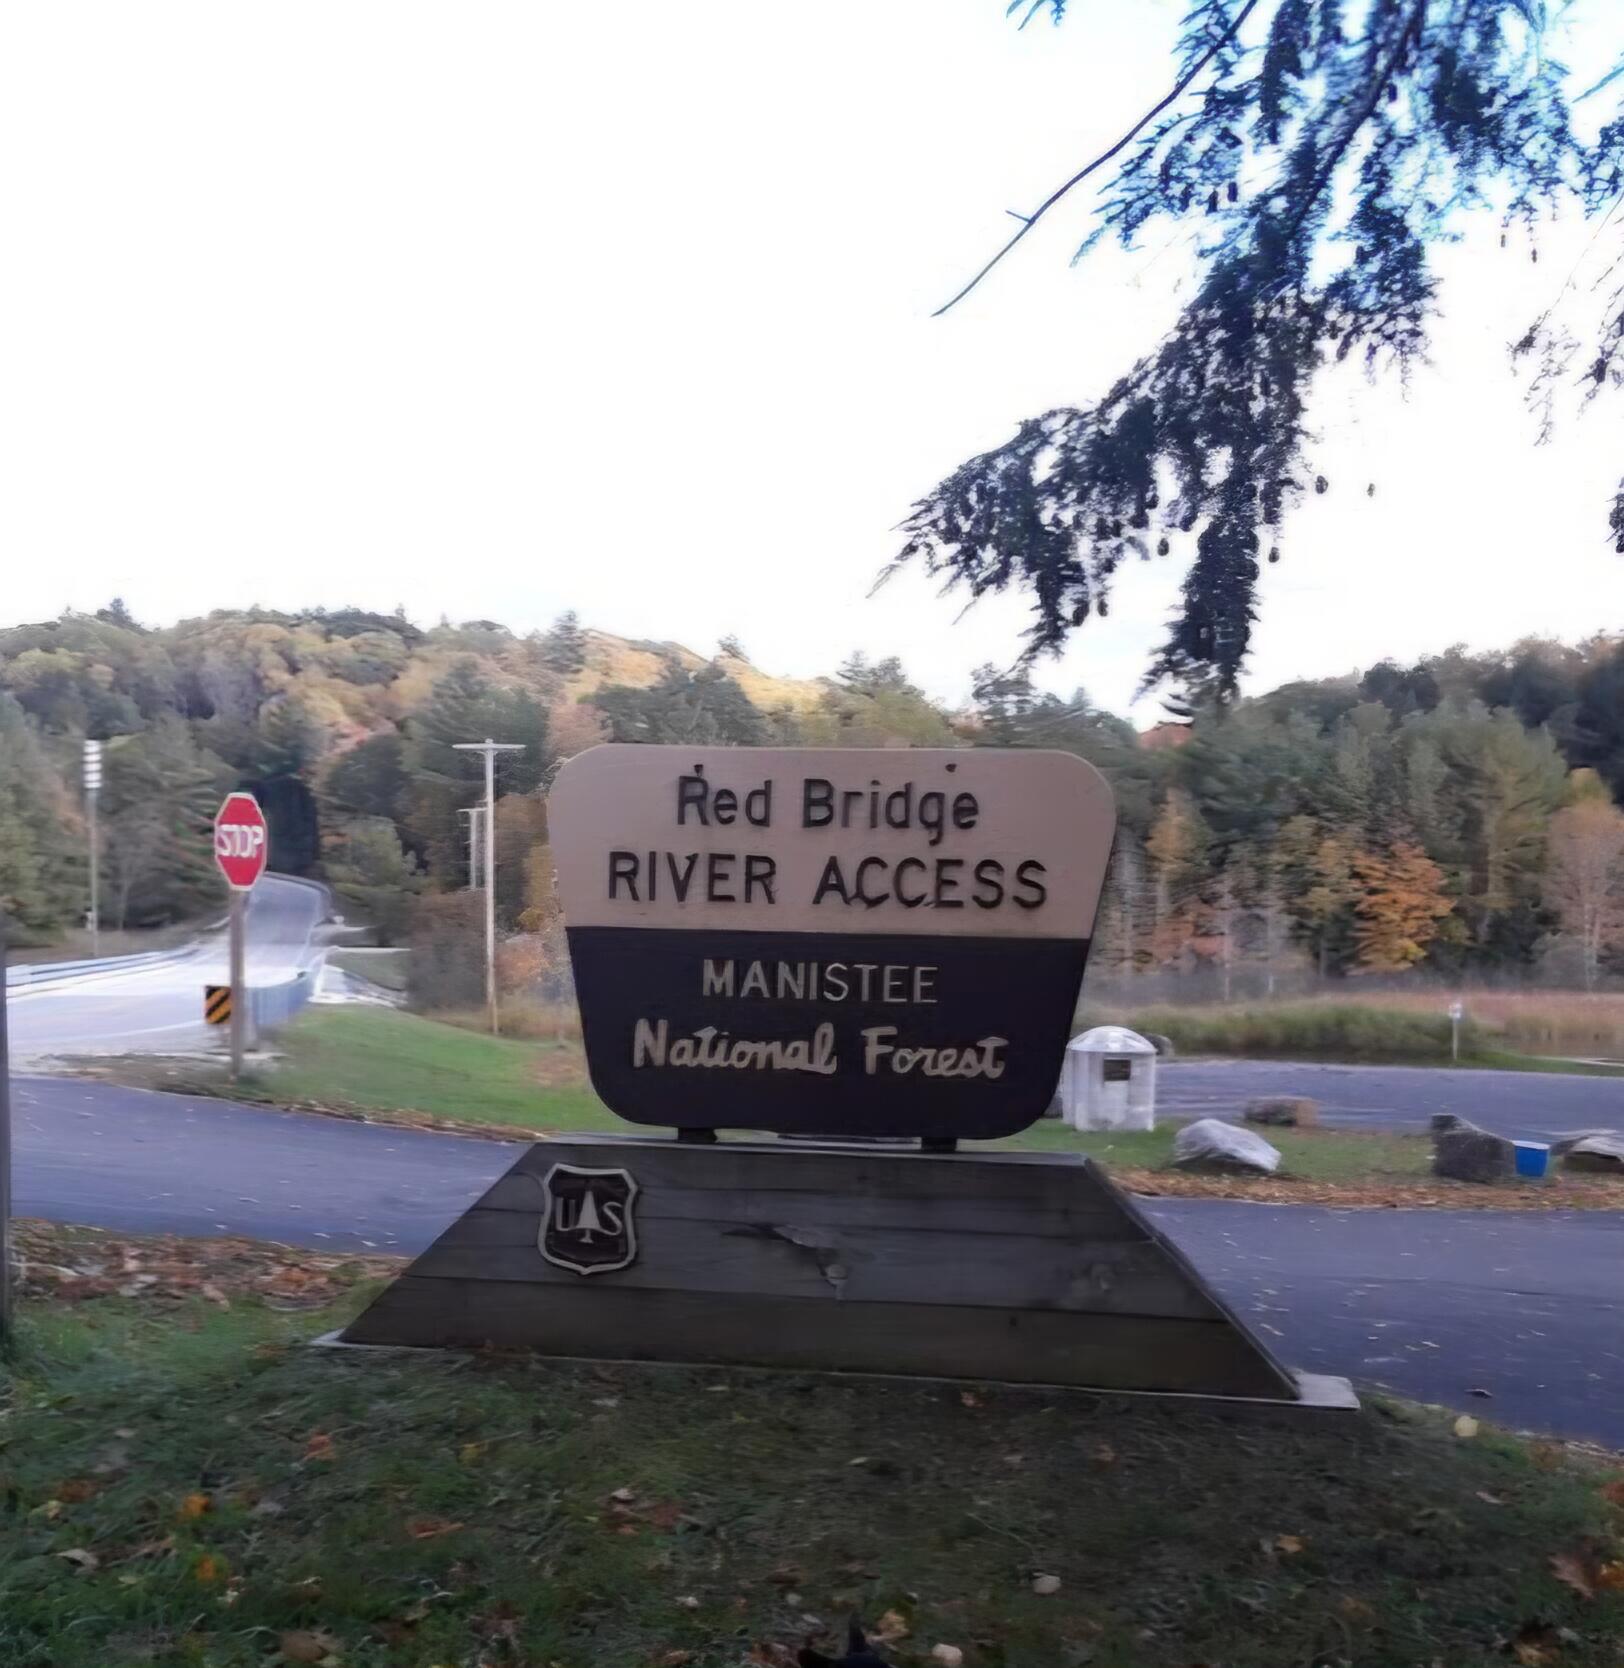 STOP
Red Bridge
RIVER ACCESS
MANISTEE
National Forest
U S